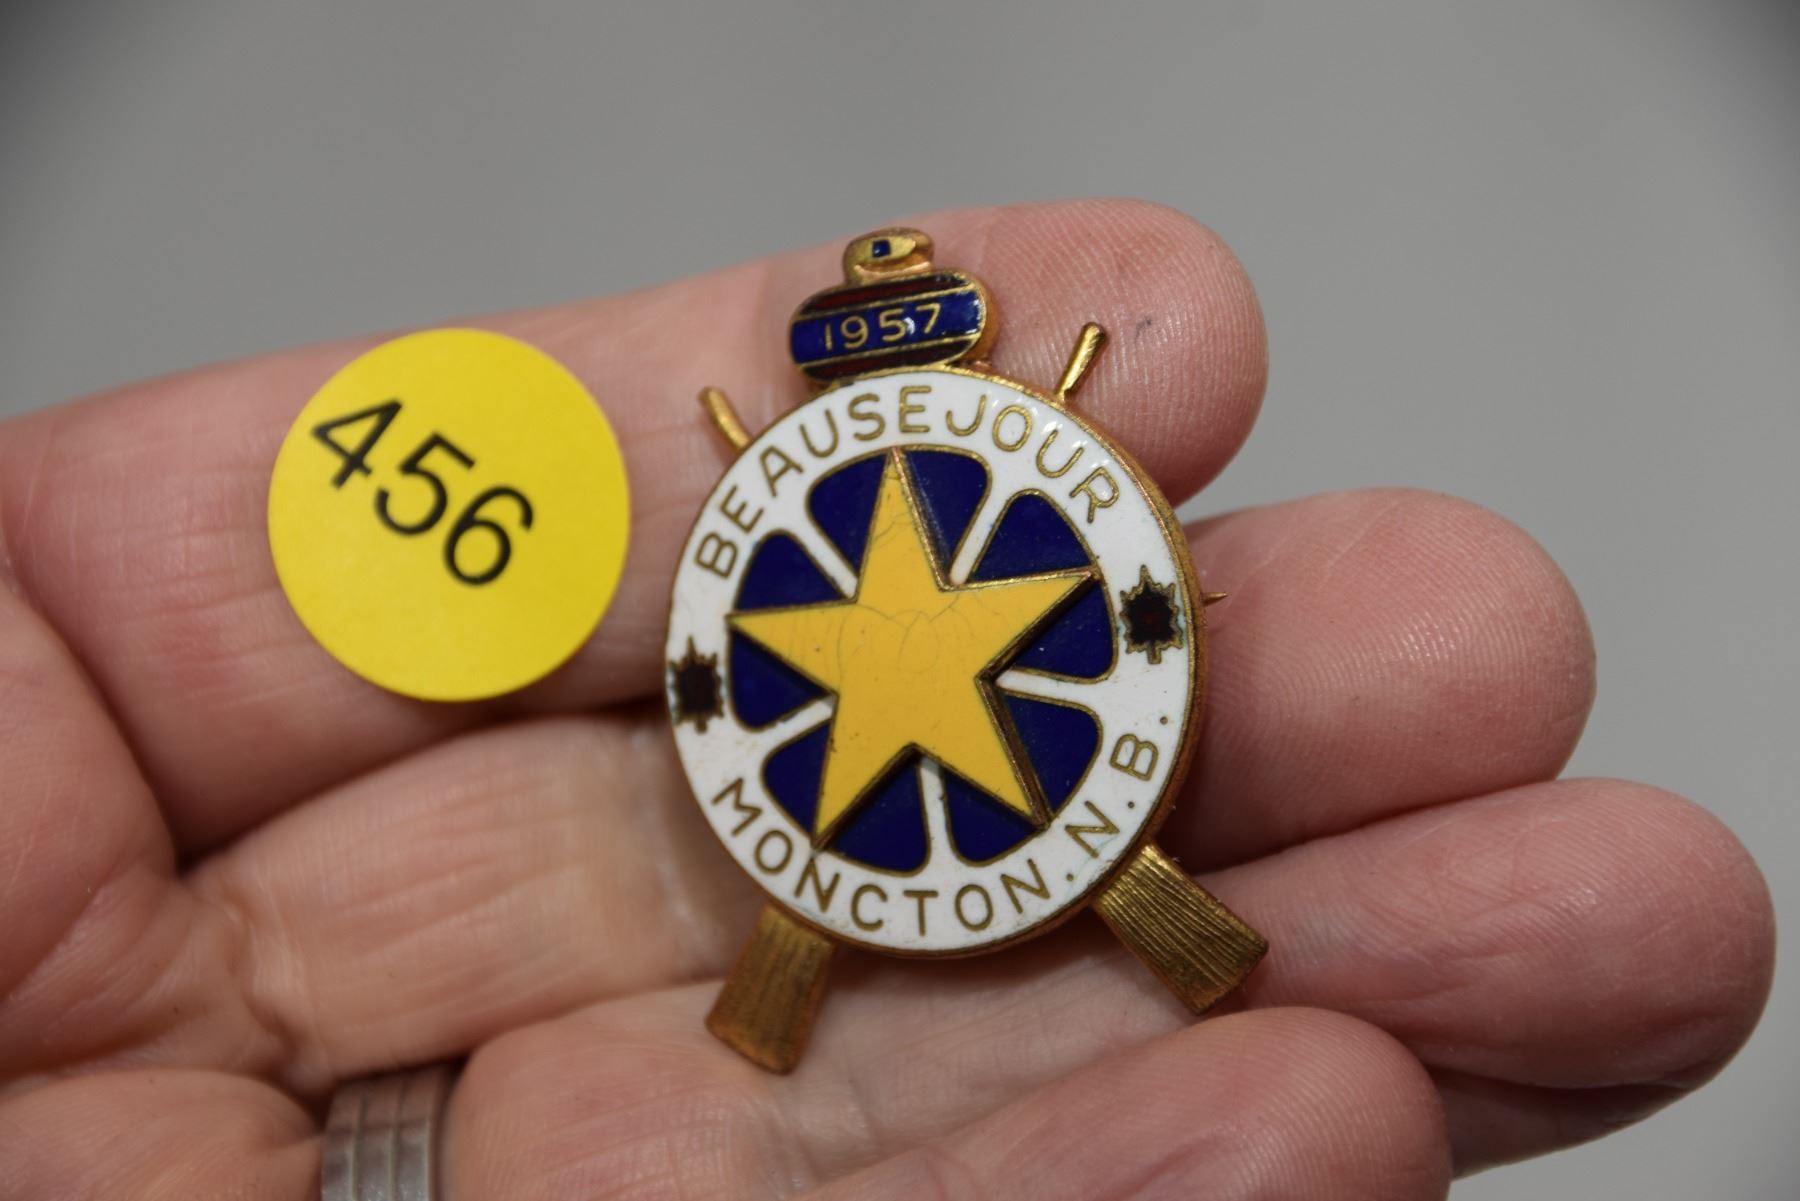 456
1957
BEAUSEJOUR
MONCTON. N.B.